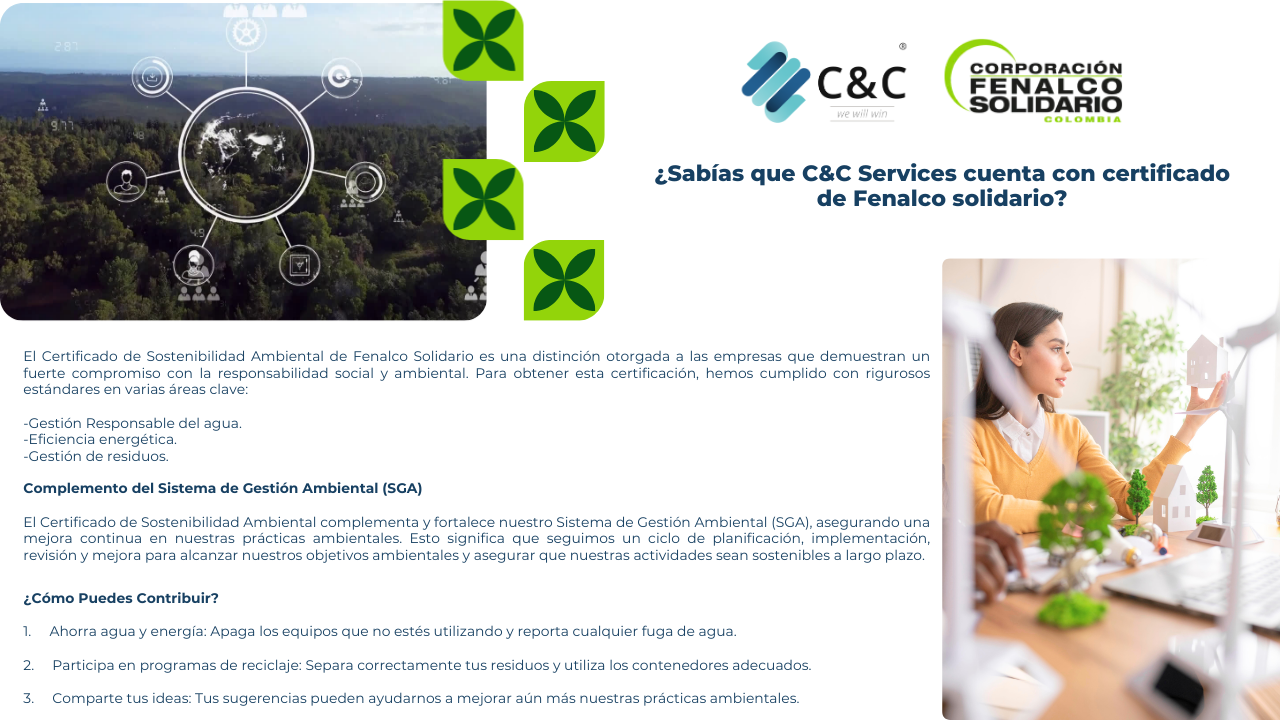 C&C
®
we will win
CORPORACIÓN
FENALCO
SOLIDARIO
COLOMBIA
¿Sabías que C&C Services cuenta con certificado
de Fenalco solidario?
El Certificado de Sostenibilidad Ambiental de Fenalco Solidario es una distinción otorgada a las empresas que demuestran un
fuerte compromiso con la responsabilidad social y ambiental. Para obtener esta certificación, hemos cumplido con rigurosos
estándares en varias áreas clave:
-Gestión Responsable del agua.
-Eficiencia energética.
-Gestión de residuos.
Complemento del Sistema de Gestión Ambiental (SGA)
El Certificado de Sostenibilidad Ambiental complementa y fortalece nuestro Sistema de Gestión Ambiental (SGA), asegurando una
mejora continua en nuestras prácticas ambientales. Esto significa que seguimos un ciclo de planificación, implementación,
revisión y mejora para alcanzar nuestros objetivos ambientales y asegurar que nuestras actividades sean sostenibles a largo plazo.
¿Cómo Puedes Contribuir?
1. Ahorra agua y energía: Apaga los equipos que no estés utilizando y reporta cualquier fuga de agua.
2. Participa en programas de reciclaje: Separa correctamente tus residuos y utiliza los contenedores adecuados.
3. Comparte tus ideas: Tus sugerencias pueden ayudarnos a mejorar aún más nuestras prácticas ambientales.